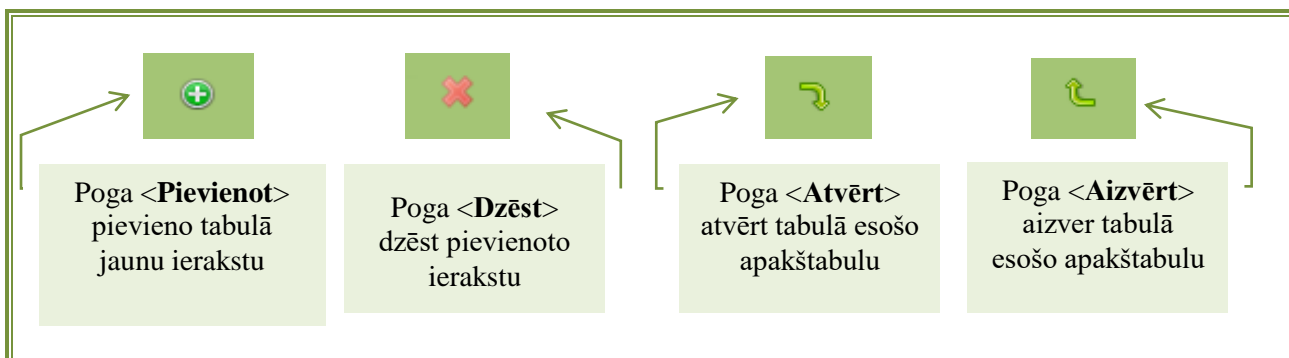 Poga <Pievienot>
pievieno tabulā
jaunu ierakstu
Poga <Dzēst>
dzēst pievienoto
ierakstu
Poga <Atvērt>
atvērt tabulā esošo
apakštabulu
Poga <Aizvērt>
aizver tabulā
esošo apakštabulu